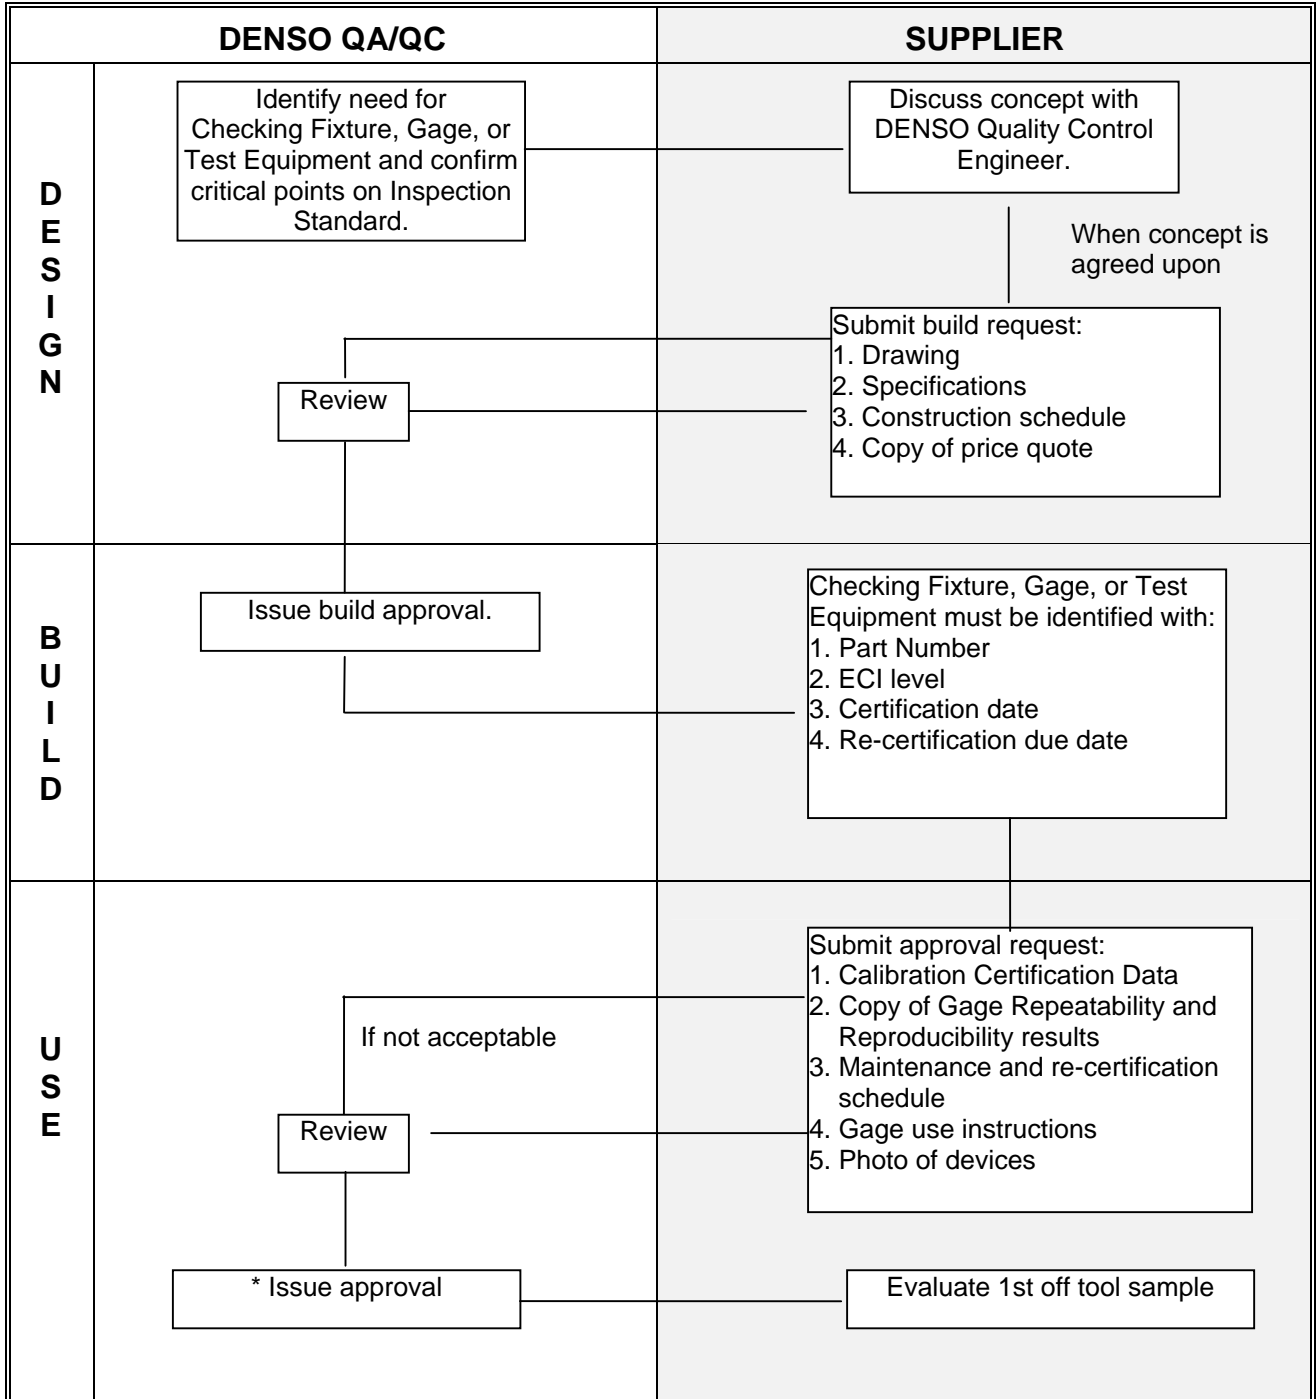 DENSO QA/QC
SUPPLIER
DESIGN
Identify need for
Checking Fixture, Gage, or
Test Equipment and confirm
critical points on Inspection
Standard.
Discuss concept with
DENSO Quality Control
Engineer.
When concept is
agreed upon
Submit build request:
1. Drawing
2. Specifications
3. Construction schedule
4. Copy of price quote
Review
BUILD
Issue build approval.
Checking Fixture, Gage, or Test
Equipment must be identified with:
1. Part Number
2. ECI level
3. Certification date
4. Re-certification due date
USE
Submit approval request:
1. Calibration Certification Data
2. Copy of Gage Repeatability and
Reproducibility results
3. Maintenance and re-certification
schedule
4. Gage use instructions
5. Photo of devices
If not acceptable
Review
* Issue approval
Evaluate 1st off tool sample